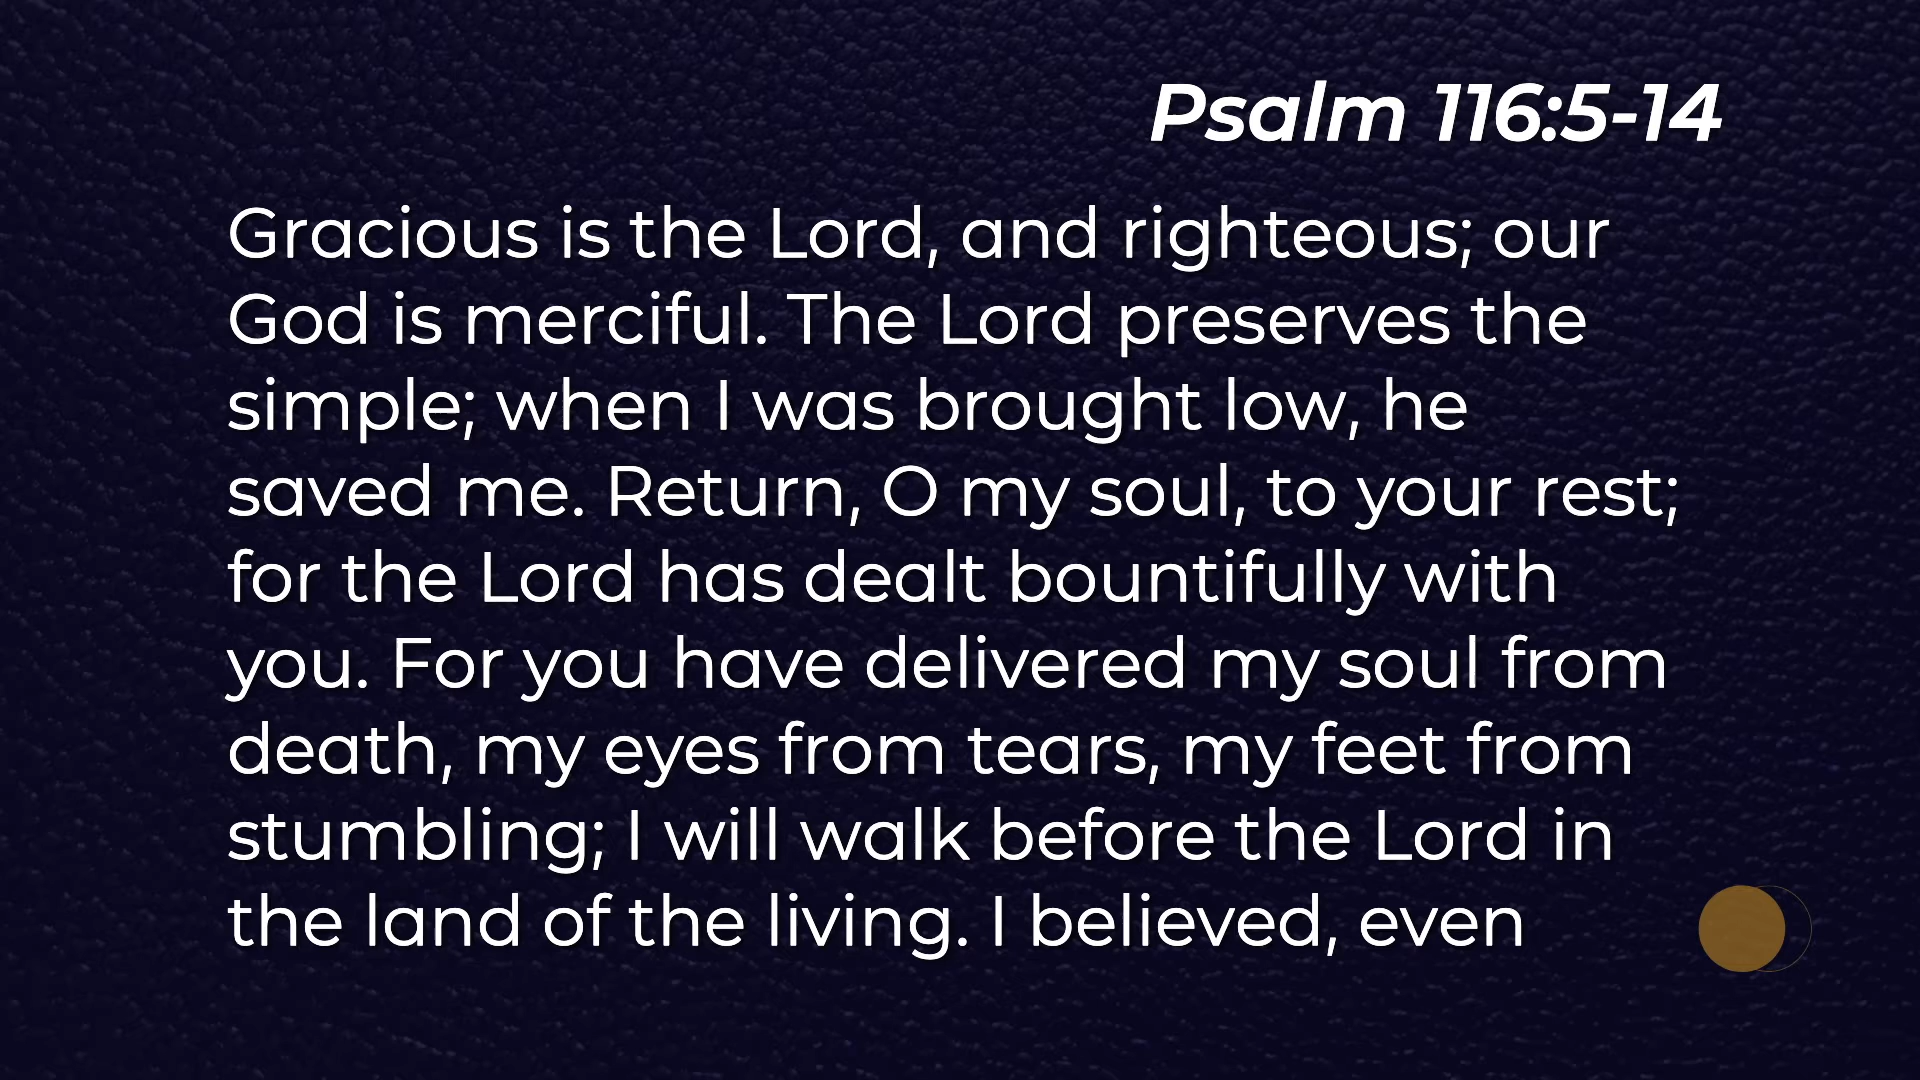 Psalm 116:5-14
Gracious is the Lord, and righteous; our
God is merciful. The Lord preserves the
simple; when I was brought low, he
saved me. Return, O my soul, to your rest;
for the Lord has dealt bountifully with
you. For you have delivered my soul from
death, my eyes from tears, my feet from
stumbling; I will walk before the Lord in
the land of the living. I believed, even